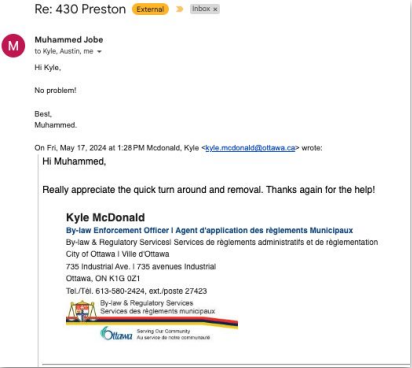 Re: 430 Preston External Inbox x
M
Muhammed Jobe
to Kyle, Austin, me
Hi Kyle,
No problem!
Best,
Muhammed.
On Fri, May 17, 2024 at 1:28 PM Mcdonald, Kyle <kyle.mcdonald@ottawa.ca> wrote:
Hi Muhammed,
Really appreciate the quick turn around and removal. Thanks again for the help!
Kyle McDonald
By-law Enforcement Officer I Agent d'application des règlements Municipaux
By-law & Regulatory Services| Services de règlements administratifs et de règlementation
City of Ottawa I Ville d'Ottawa
735 Industrial Ave. I 735 avenues Industrial
Ottawa, ON K1G 0Z1
Tel./Tél. 613-580-2424, ext./poste 27423
By-law & Regulatory Services
Services des règlements municipaux
Ottawa
Serving Our Community
Au service de notre communauté